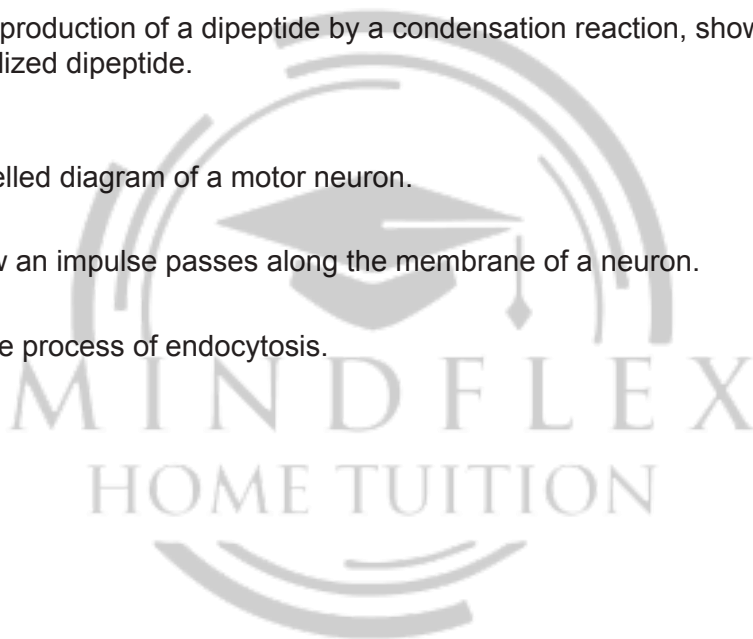 production of a dipeptide by a condensation reaction, show
lized dipeptide.
elled diagram of a motor neuron.
w an impulse passes along the membrane of a neuron.
e process of endocytosis.
MINDFLEX
HOME TUITION